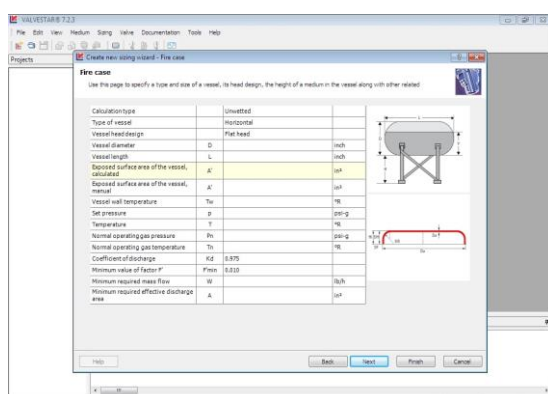 VALVESTAR® 7.2.3
File Edit View Medium Sizing Valve Documentation Tools Help
Projects
Create new sizing wizard - Fire case
Fire case
Use this page to specify a type and size of a vessel, its head design, the height of a medium in the vessel along with other related
Calculation type Unwetted
Type of vessel Horizontal
Vessel head design Flat head
Vessel diameter D inch
Vessel length L inch
Exposed surface area of the vessel,
calculated A' in²
Exposed surface area of the vessel,
manual A' in²
Vessel wall temperature Tw °R
Set pressure p psi-g
Temperature T °R
Normal operating gas pressure Pn psi-g
Normal operating gas temperature Tn °R
Coefficient of discharge Kd 0.975
Minimum value of factor F' F'min 0.010
Minimum required mass flow W lb/h
Minimum required effective discharge
area A in²
L
Help Back Next Finish Cancel